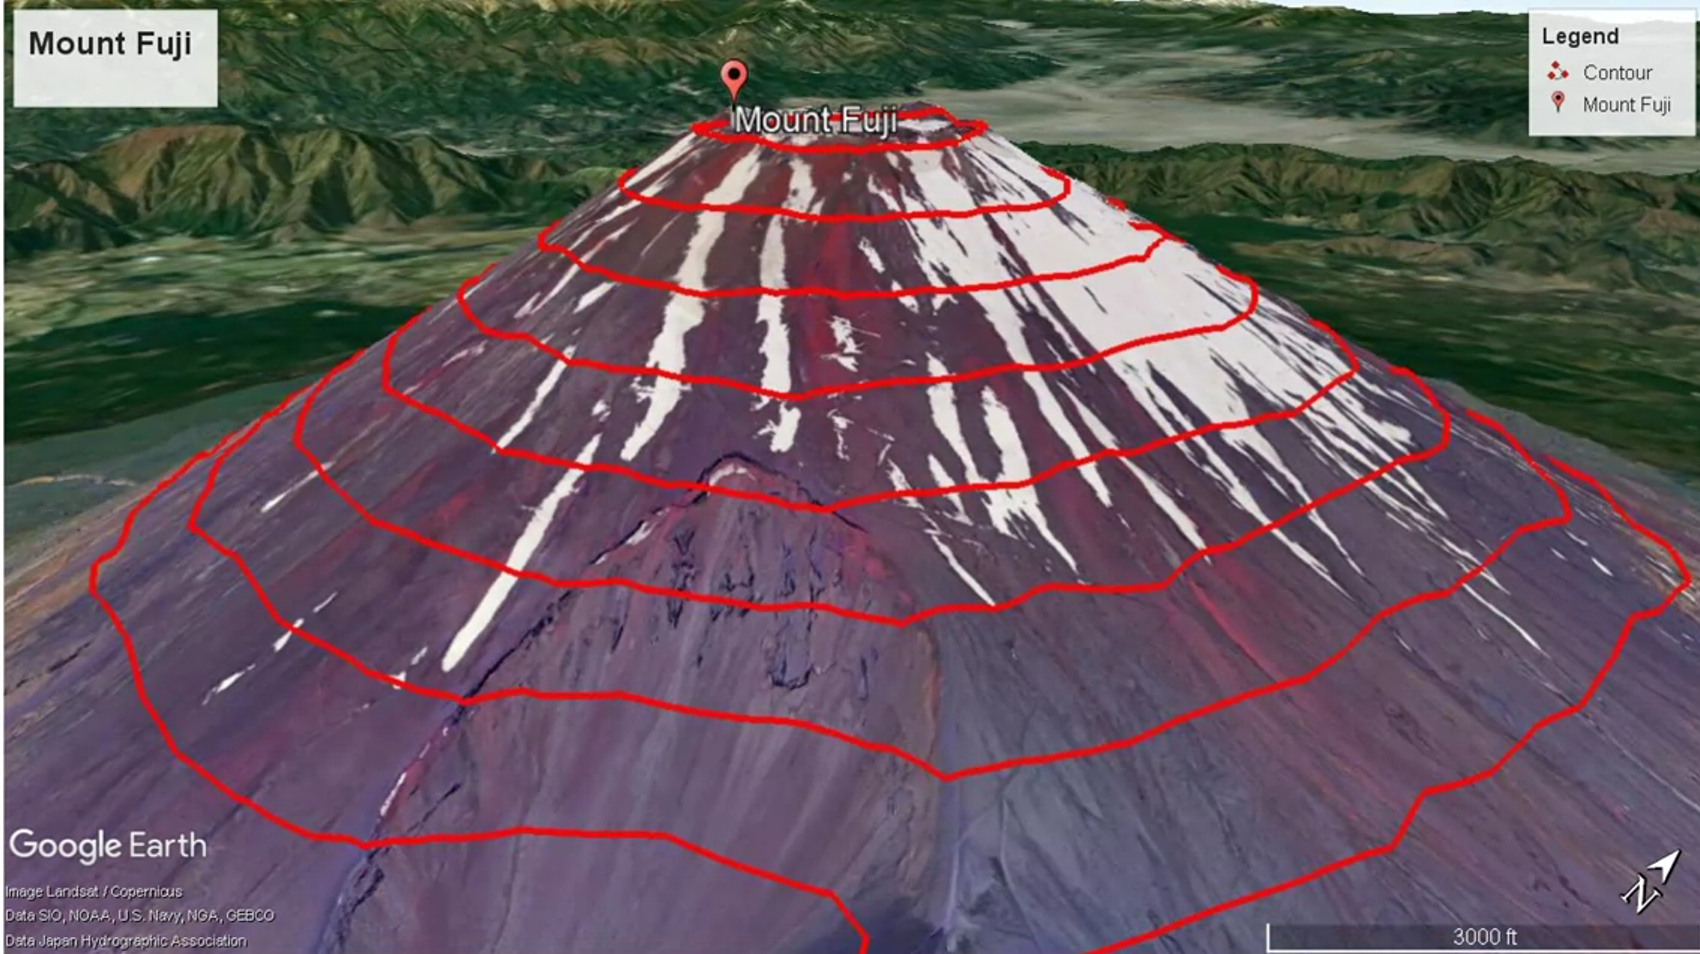 Mount Fuji
Legend
Contour
Mount Fuji
Mount Fuji
Google Earth
Image Landsat / Copernicus
Data SIO, NOAA, U.S. Navy, NGA, GEBCO
Data Japan Hydrographic Association
N
3000 ft